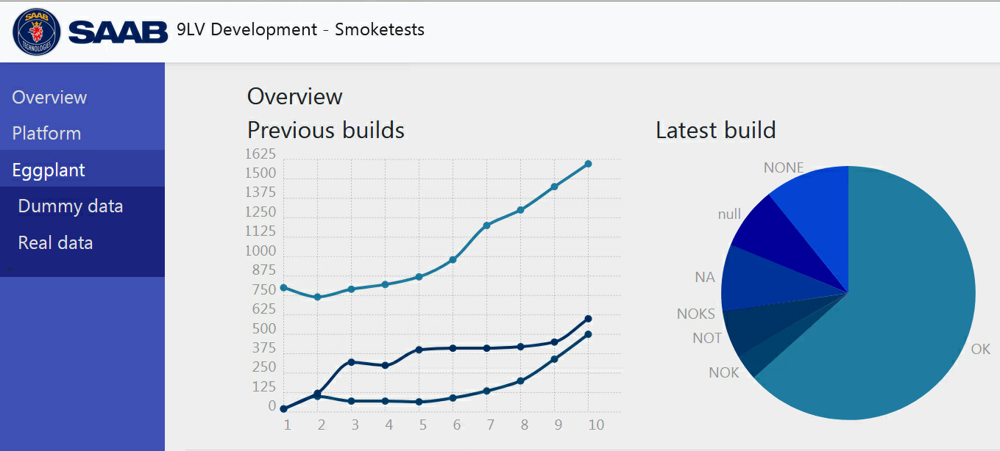 SAAB
TECHNOLOGIES
SAAB
9LV Development - Smoketests
Overview
Platform
Eggplant
Dummy data
Real data
Overview
Previous builds
1625
1500
1375
1250
1125
1000
875
750
625
500
375
250
125
0
1 2 3 4 5 6 7 8 9 10
Latest build
NONE
null
NA
NOKS
NOT
NOK
OK